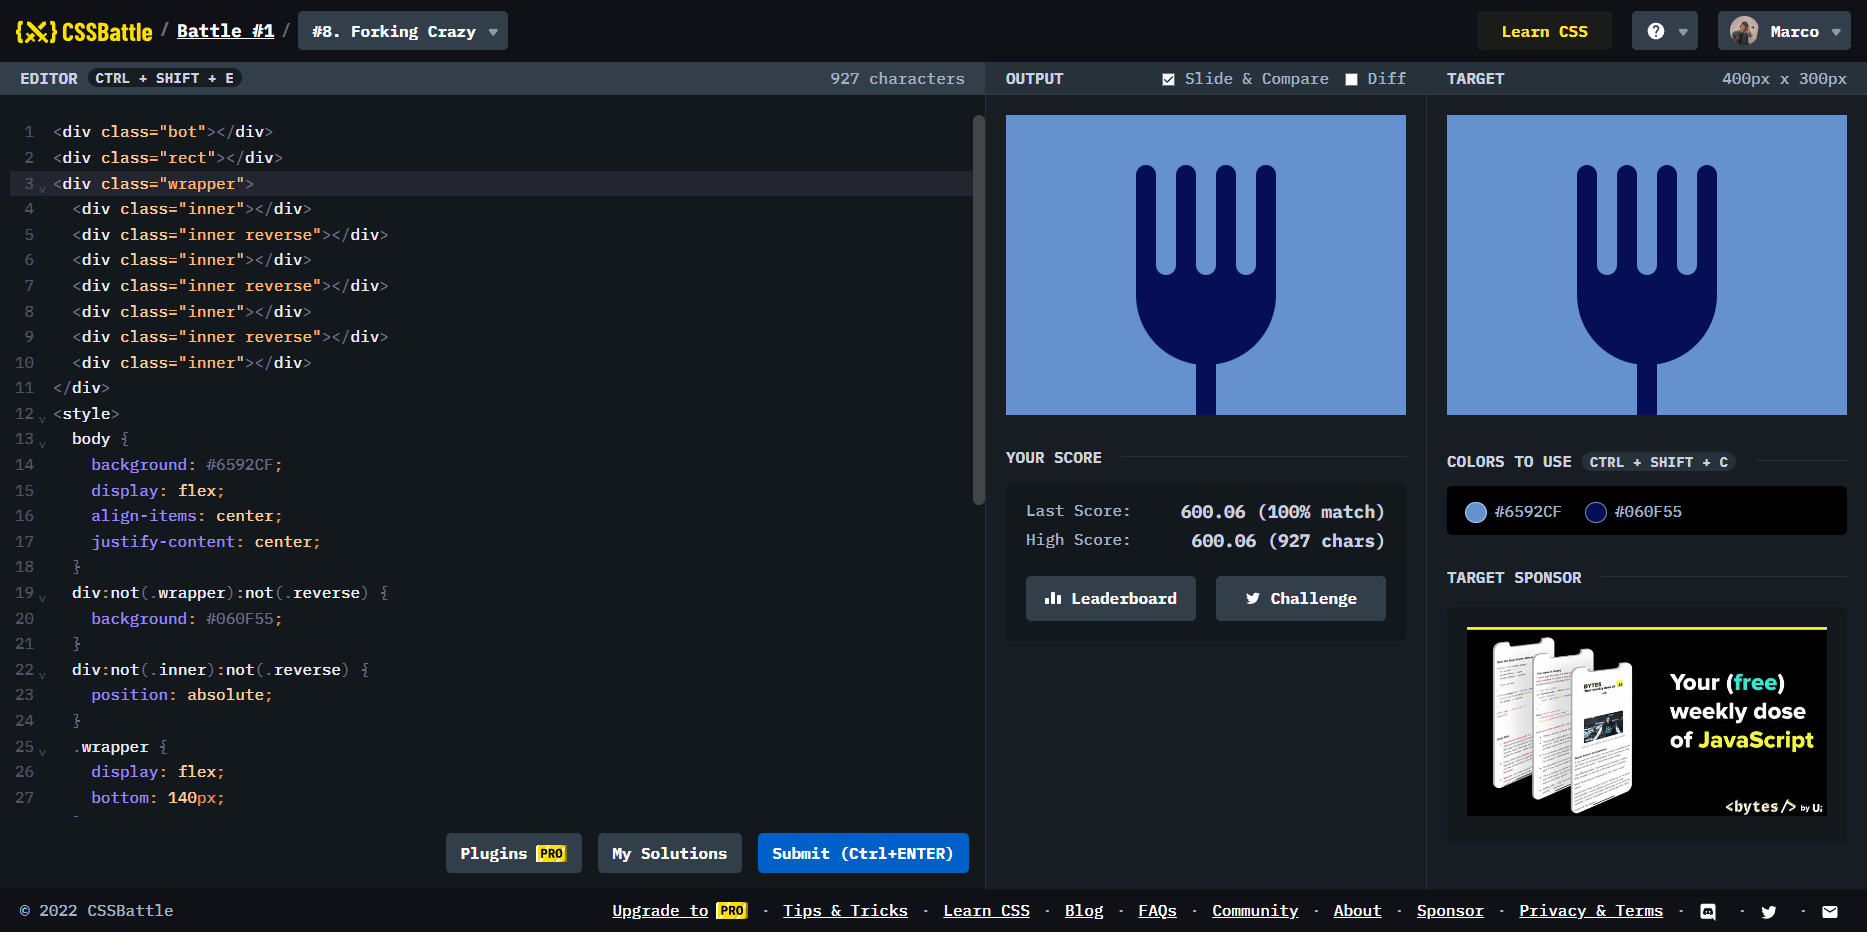 {X} CSSBattle / Battle #1 / #8. Forking Crazy
Learn CSS
?
Marco
EDITOR CTRL + SHIFT + E
927 characters
1 <div class="bot"></div>
2 <div class="rect"></div>
3 <div class="wrapper">
4 <div class="inner"></div>
5 <div class="inner reverse"></div>
6 <div class="inner"></div>
7 <div class="inner reverse"></div>
8 <div class="inner"></div>
9 <div class="inner reverse"></div>
10 <div class="inner"></div>
11 </div>
12 <style>
13 body {
14 background: #6592CF;
15 display: flex;
16 align-items: center;
17 justify-content: center;
18 }
19 div:not(.wrapper):not(.reverse) {
20 background: #060F55;
21 }
22 div:not(.inner):not(.reverse) {
23 position: absolute;
24 }
25 .wrapper {
26 display: flex;
27 bottom: 140px;
Plugins PRO
My Solutions
Submit (Ctrl+ENTER)
OUTPUT
Slide & Compare
Diff
YOUR SCORE
Last Score: 600.06 (100% match)
High Score: 600.06 (927 chars)
Leaderboard
Challenge
TARGET
400px x 300px
COLORS TO USE CTRL + SHIFT + C
#6592CF #060F55
TARGET SPONSOR
Your (free)
weekly dose
of JavaScript
<bytes/> by Ui
© 2022 CSSBattle
Upgrade to PRO · Tips & Tricks · Learn CSS · Blog · FAQs · Community · About · Sponsor · Privacy & Terms · · ·